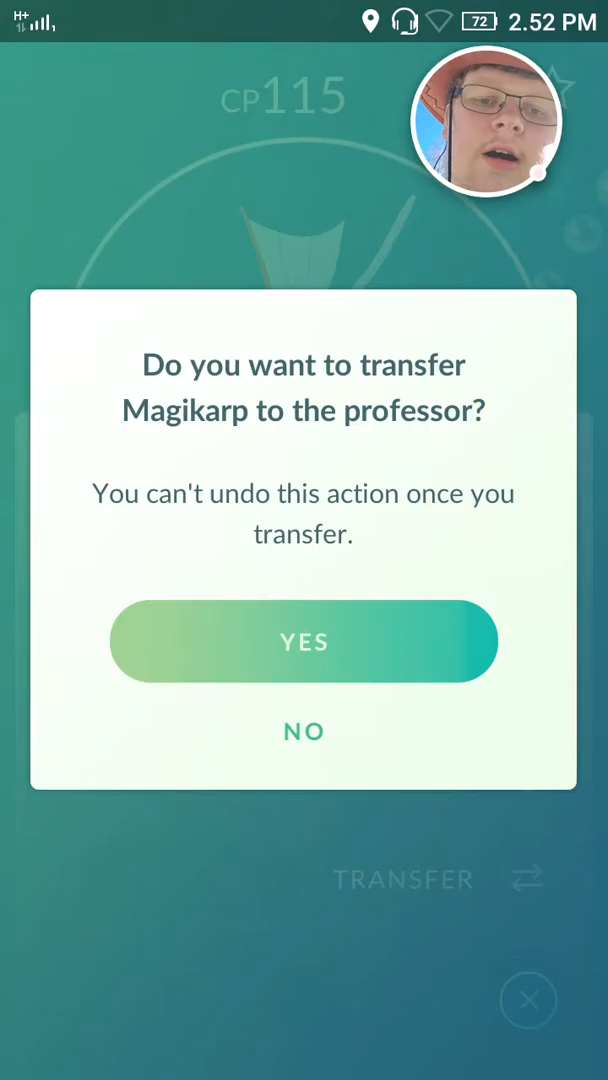 H+ 72 2.52 PM
CP115
Do you want to transfer
Magikarp to the professor?
You can't undo this action once you
transfer.
YES
NO
TRANSFER